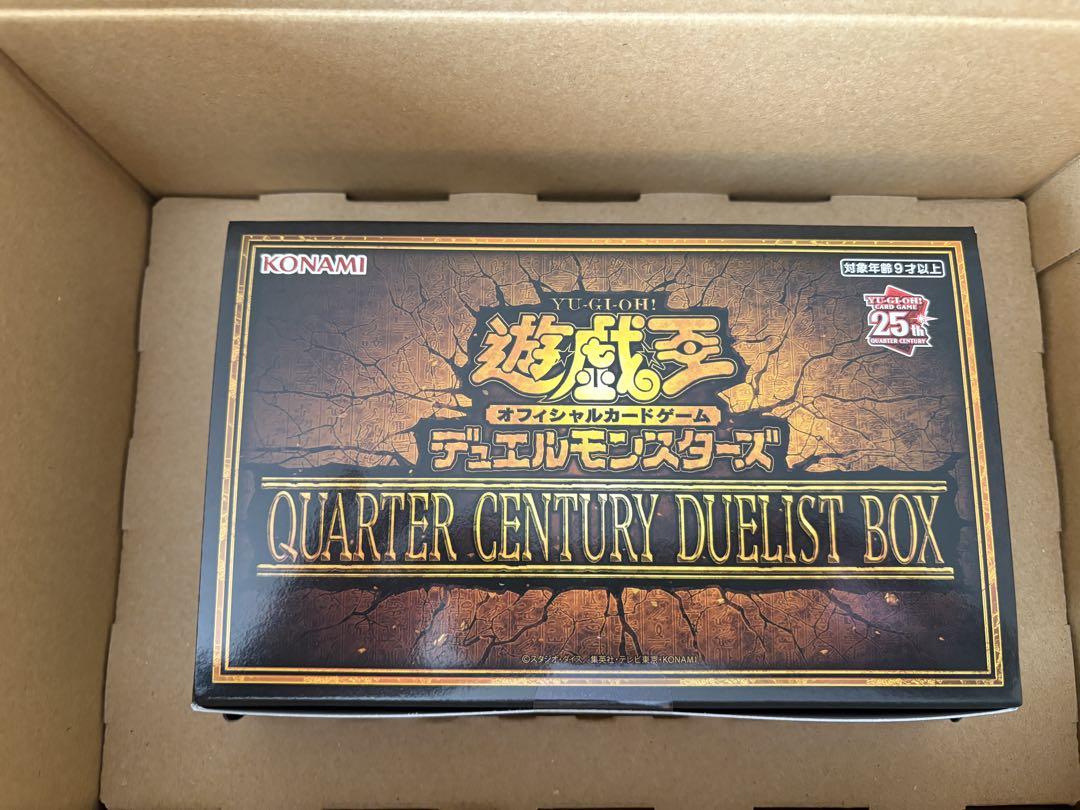 KONAMI
対象年齢9才以上
YU-GI-OH!
CARD GAME
25th
QUARTER CENTURY
YU-GI-OH!
遊戯王
オフィシャルカードゲーム
デュエルモンスターズ
QUARTER CENTURY DUELIST BOX
©スタジオ・ダイス/集英社・テレビ東京・KONAMI